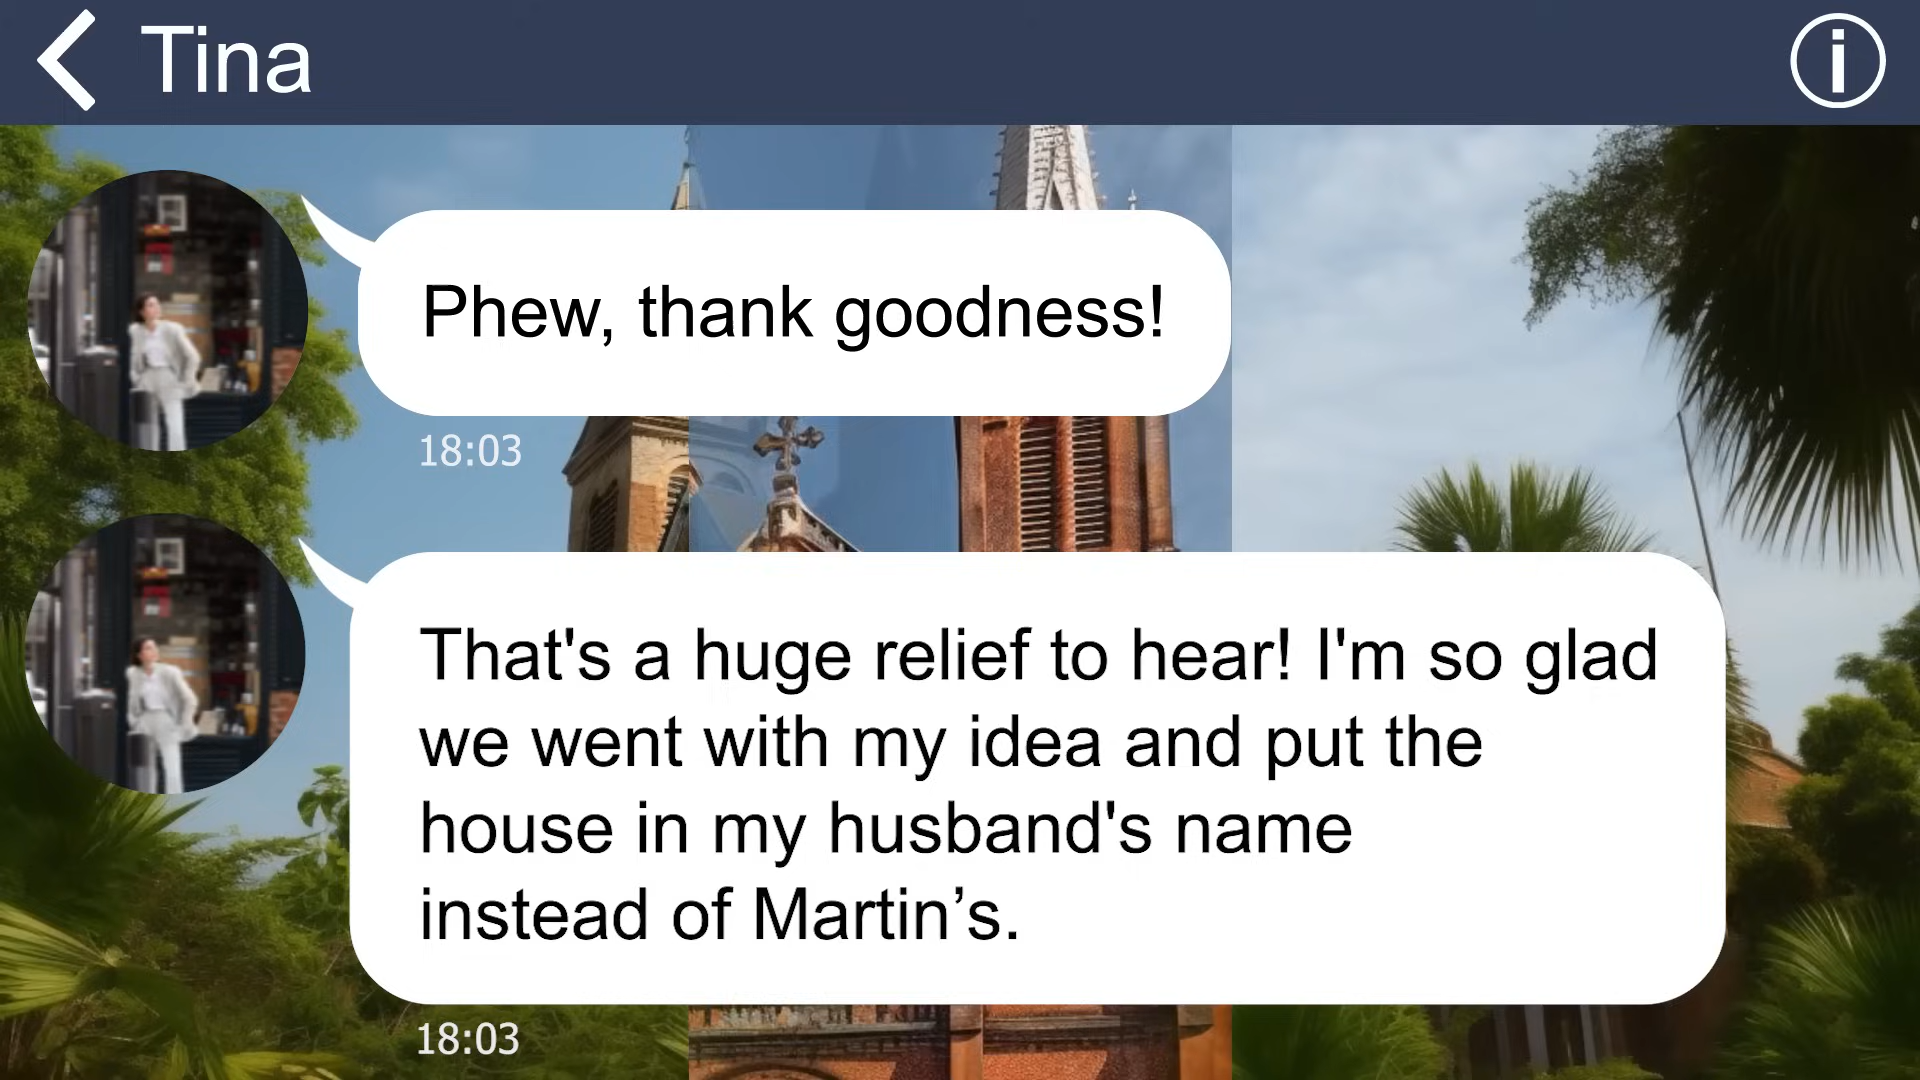 Tina
Phew, thank goodness!
18:03
That's a huge relief to hear! I'm so glad
we went with my idea and put the
house in my husband's name
instead of Martin’s.
18:03